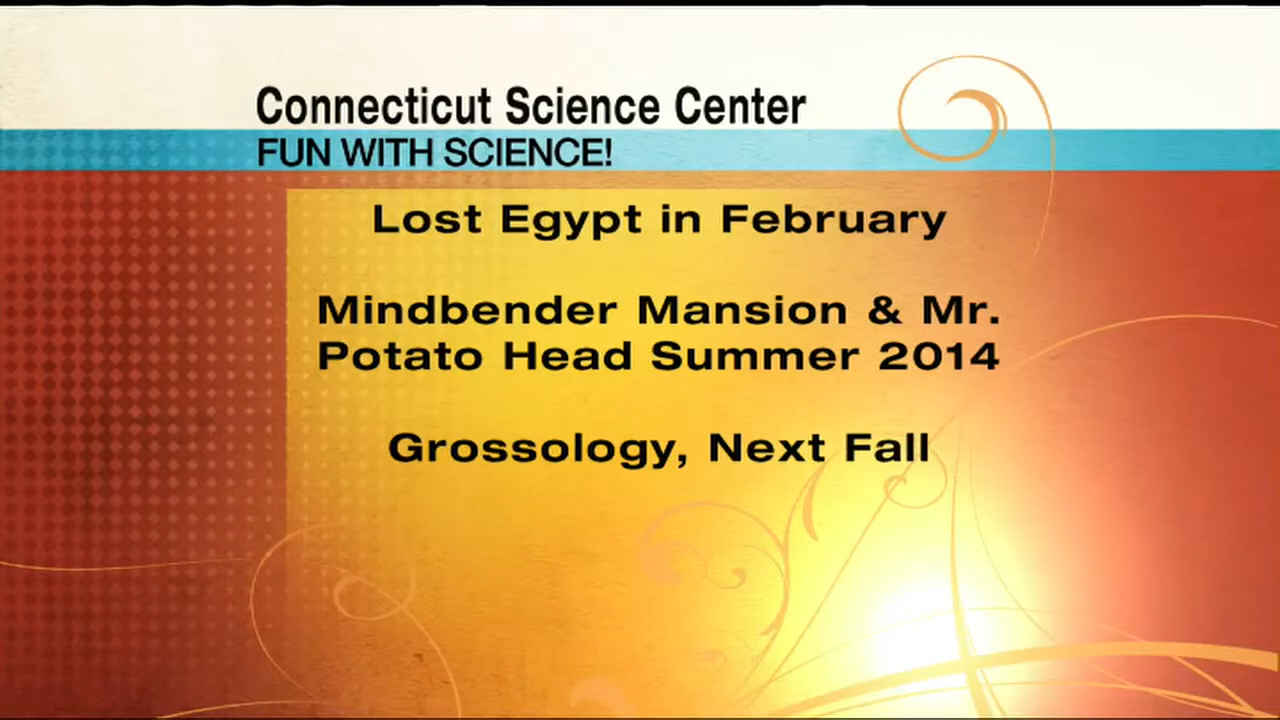 Connecticut Science Center
FUN WITH SCIENCE!
Lost Egypt in February
Mindbender Mansion & Mr.
Potato Head Summer 2014
Grossology, Next Fall